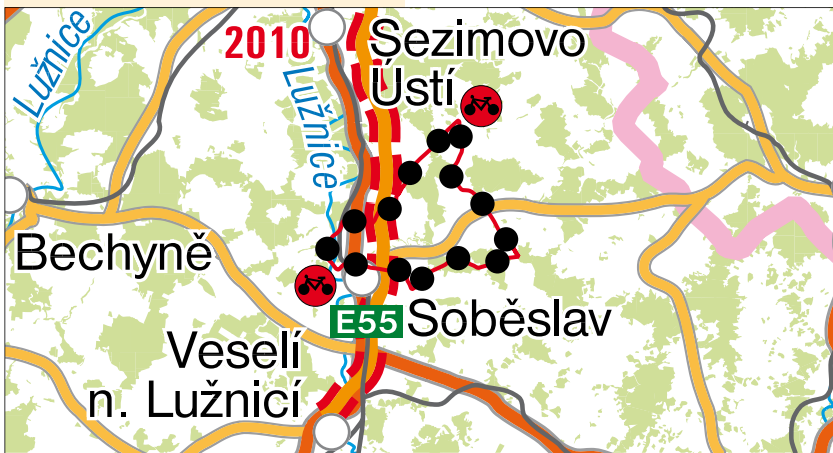 Lužnice
2010
Sezimovo
Ústí
Lužnice
Bechyně
E55
Soběslav
Veselí
n. Lužnicí